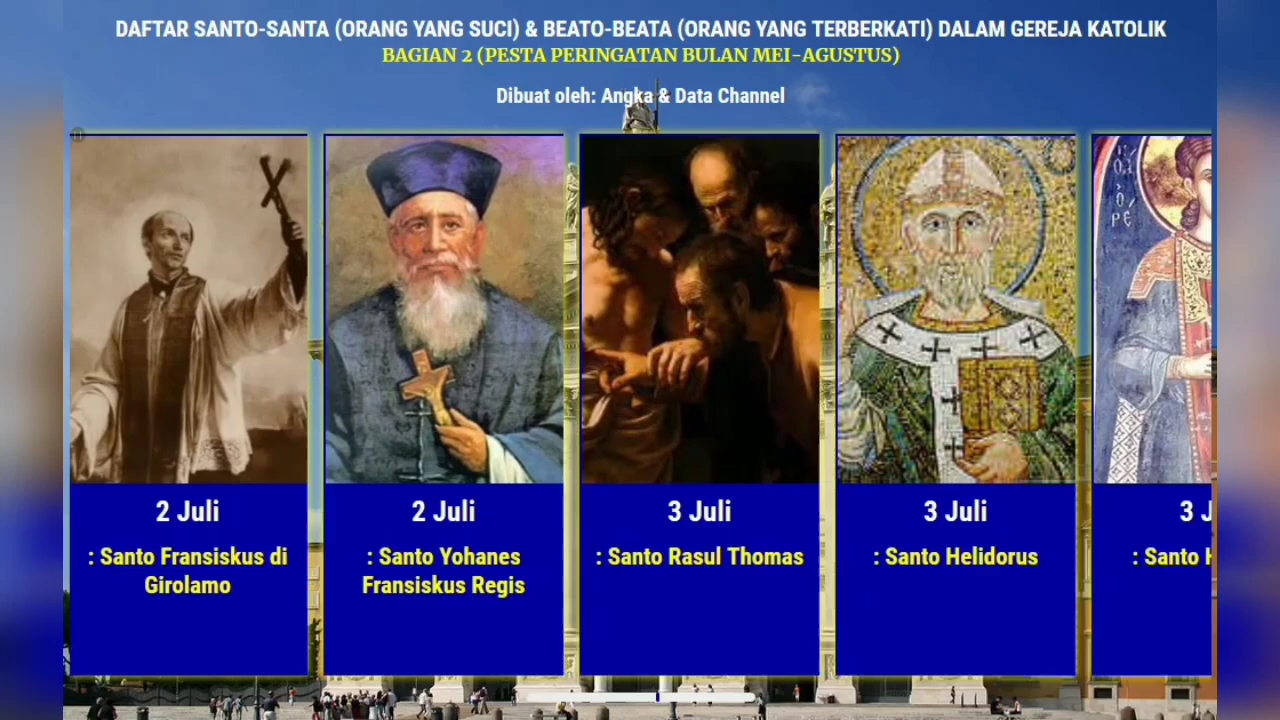 DAFTAR SANTO-SANTA (ORANG YANG SUCI) & BEATO-BEATA (ORANG YANG TERBERKATI) DALAM GEREJA KATOLIK
BAGIAN 2 (PESTA PERINGATAN BULAN MEI-AGUSTUS)
Dibuat oleh: Angka & Data Channel
2 Juli
: Santo Fransiskus di
Girolamo
2 Juli
: Santo Yohanes
Fransiskus Regis
3 Juli
: Santo Rasul Thomas
3 Juli
: Santo Helidorus
3 J
: Santo H